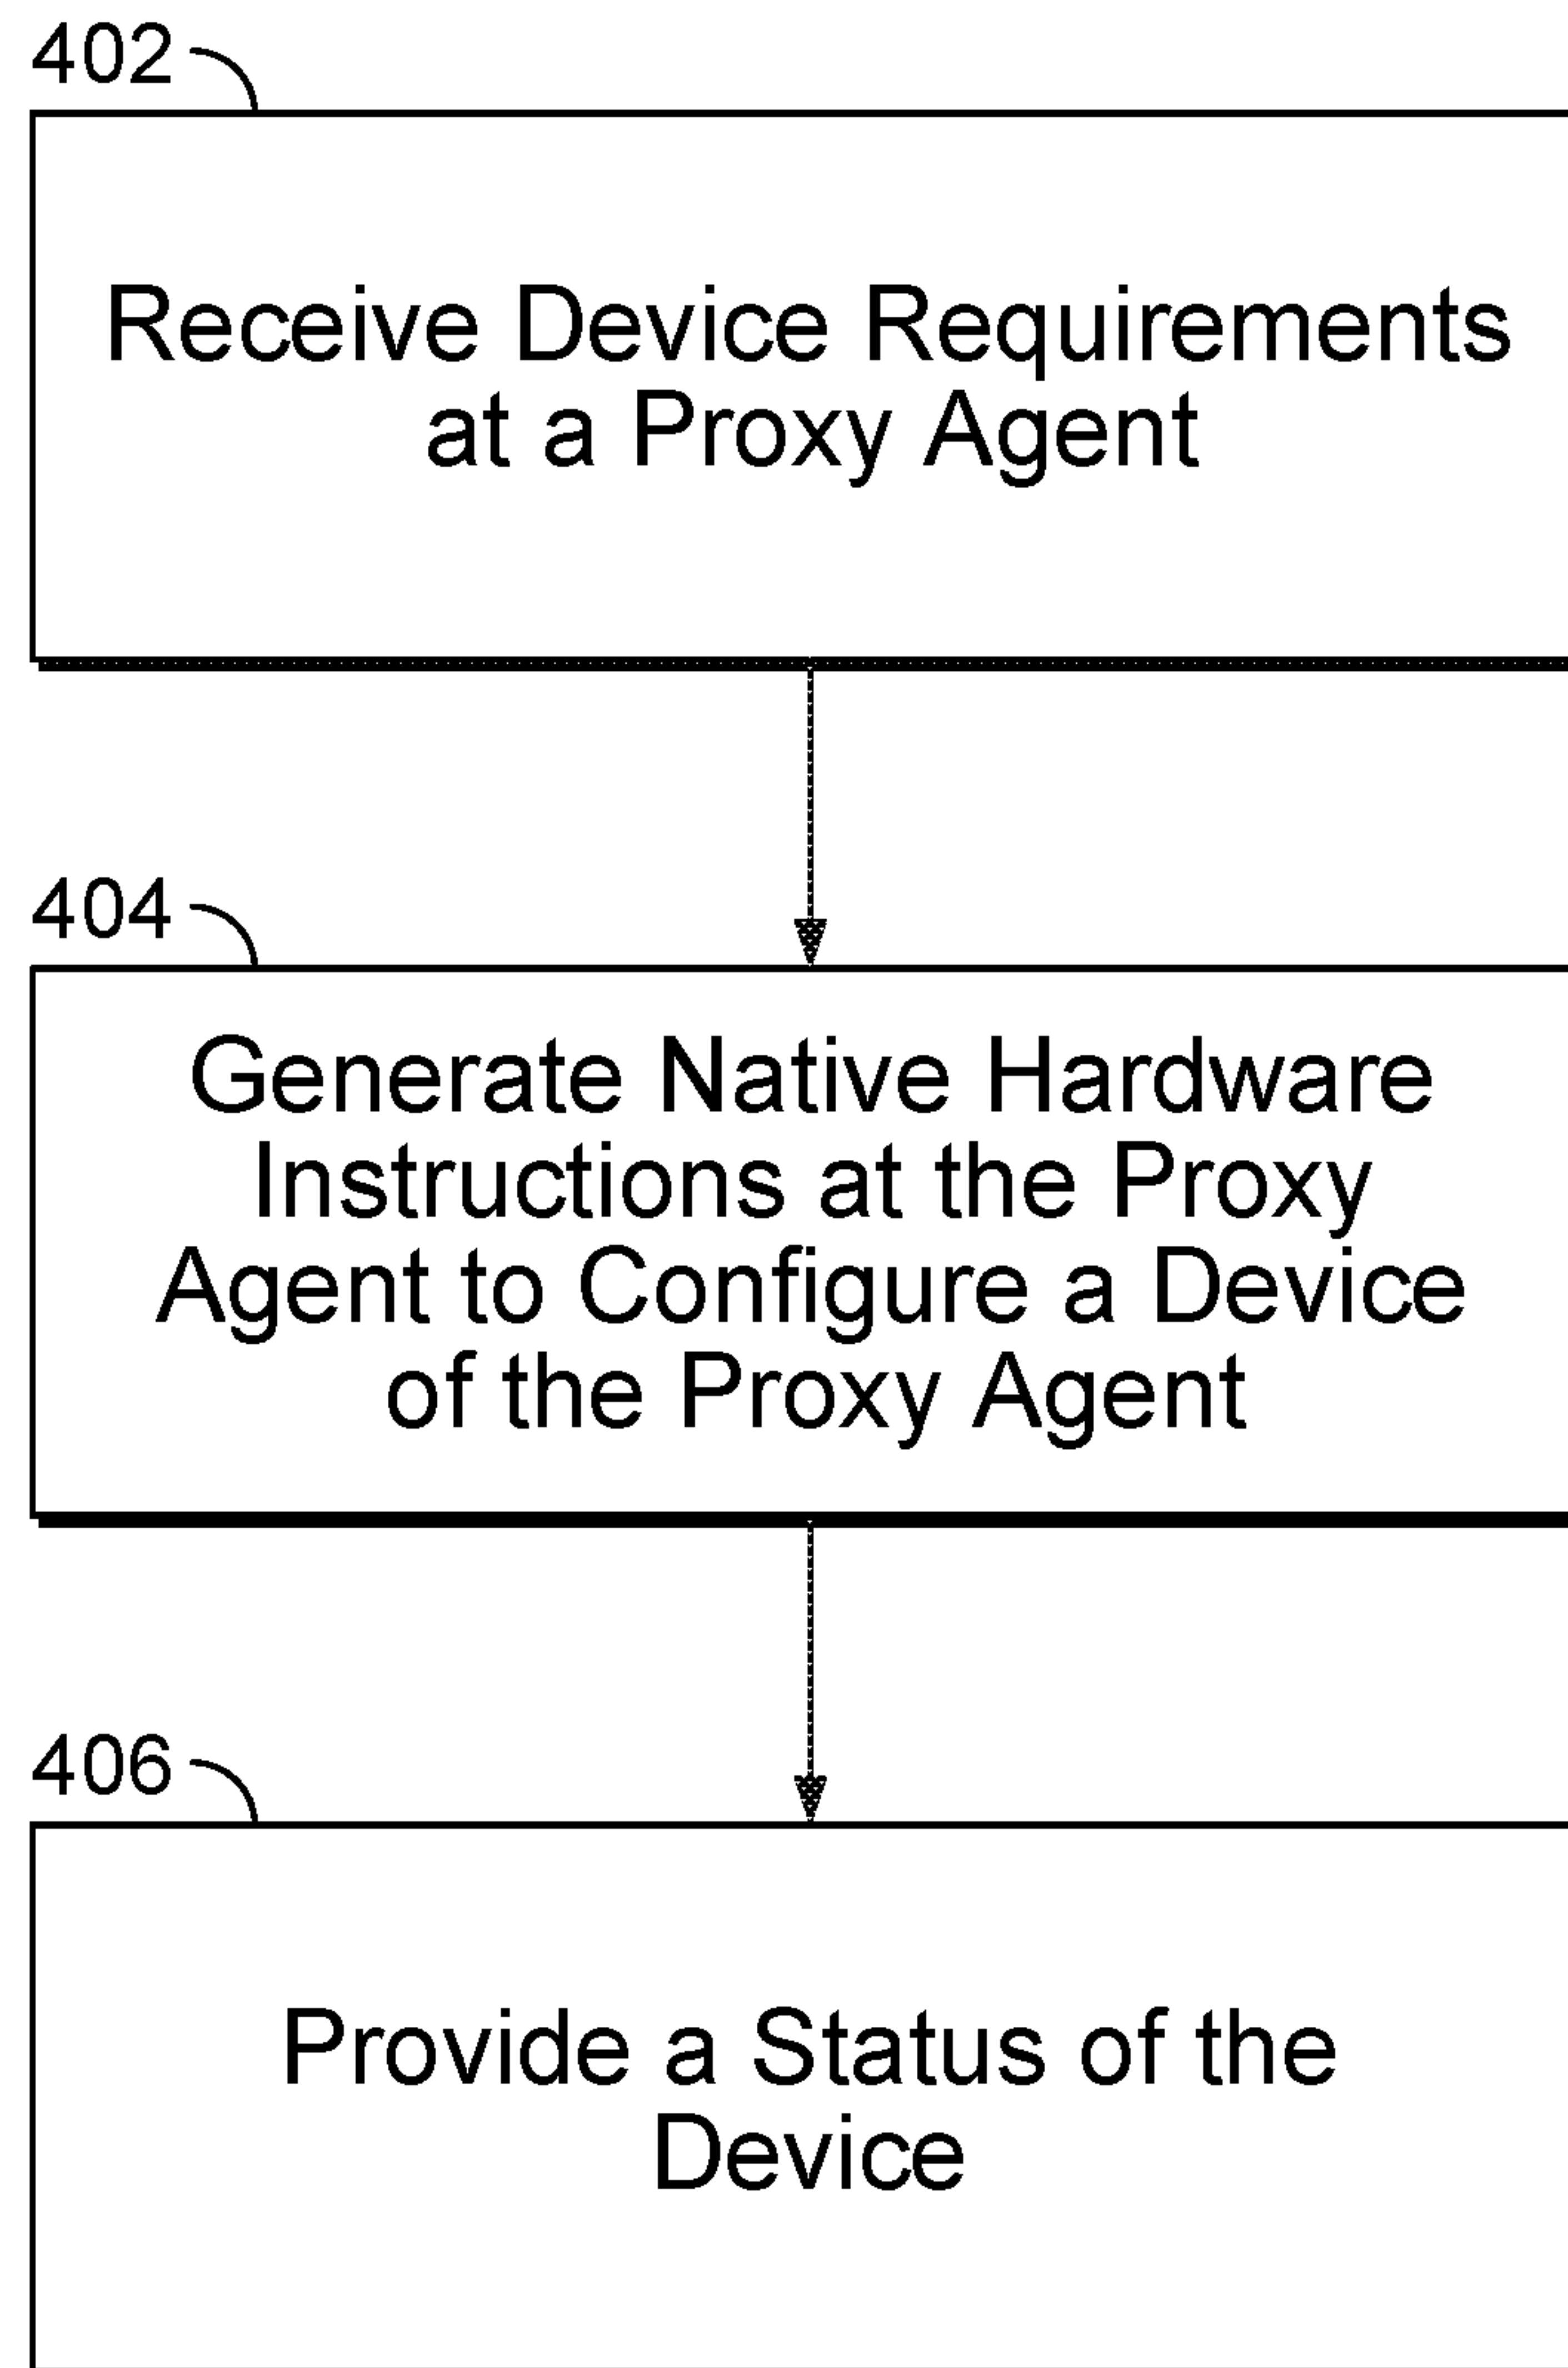 402
Receive Device Requirements
at a Proxy Agent
404
Generate Native Hardware
Instructions at the Proxy
Agent to Configure a Device
of the Proxy Agent
406
Provide a Status of the
Device